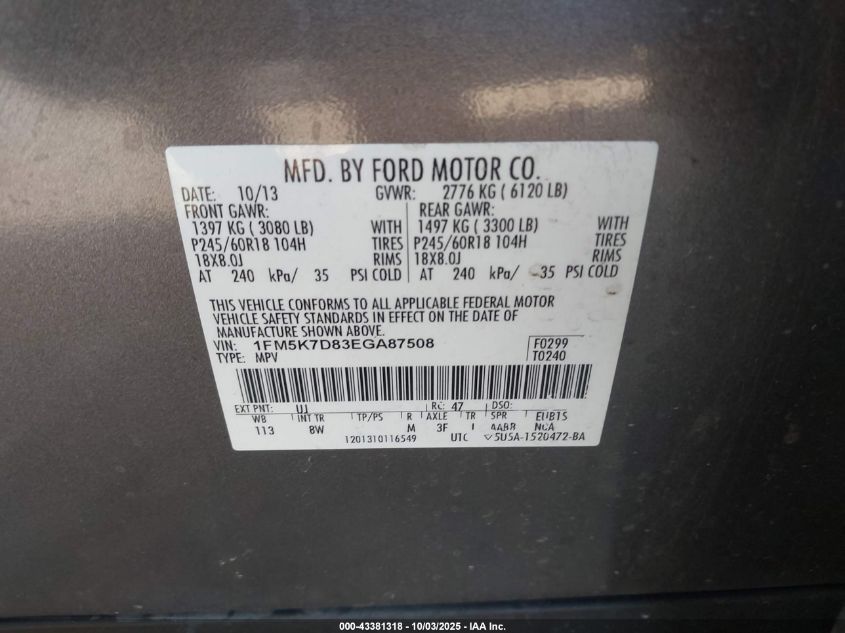 MFD. BY FORD MOTOR CO.
DATE: 10/13 GVWR: 2776 KG ( 6120 LB)
FRONT GAWR: REAR GAWR:
1397 KG ( 3080 LB) WITH 1497 KG ( 3300 LB) WITH
P245/60R18 104H TIRES P245/60R18 104H TIRES
18X8.0J RIMS 18X8.0J RIMS
AT 240 kPa/ 35 PSI COLD AT 240 kPa/ 35 PSI COLD
THIS VEHICLE CONFORMS TO ALL APPLICABLE FEDERAL MOTOR
VEHICLE SAFETY STANDARDS IN EFFECT ON THE DATE OF
MANUFACTURE SHOWN ABOVE.
VIN: 1FM5K7D83EGA87508 F0299
TYPE: MPV T0240
EXT PNT: UJ RC: 47 DSO:
WB INT TR TP/PS R AXLE TR SPR
113 8W M 3F
1201310116549 UTC 5U5A-1520472-BA
000-43381318 - 10/03/2025 - IAA Inc.